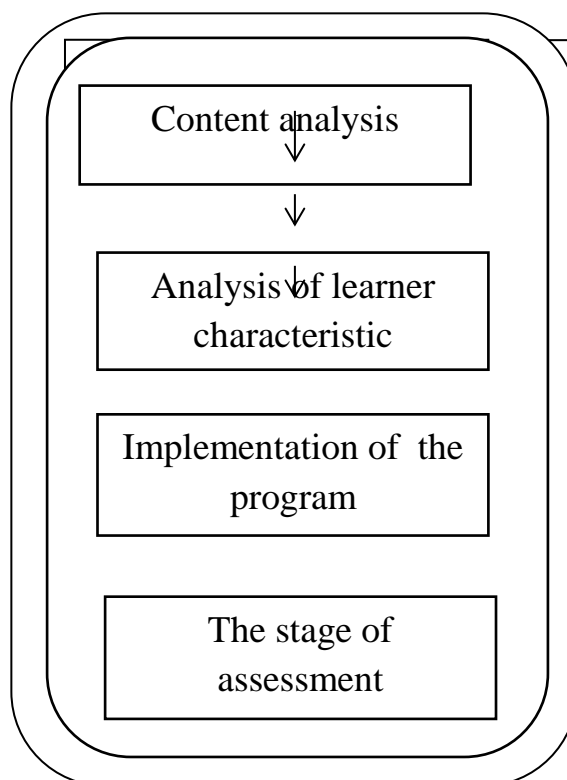 Content analysis
Analysis of learner
characteristic
Implementation of the
program
The stage of
assessment